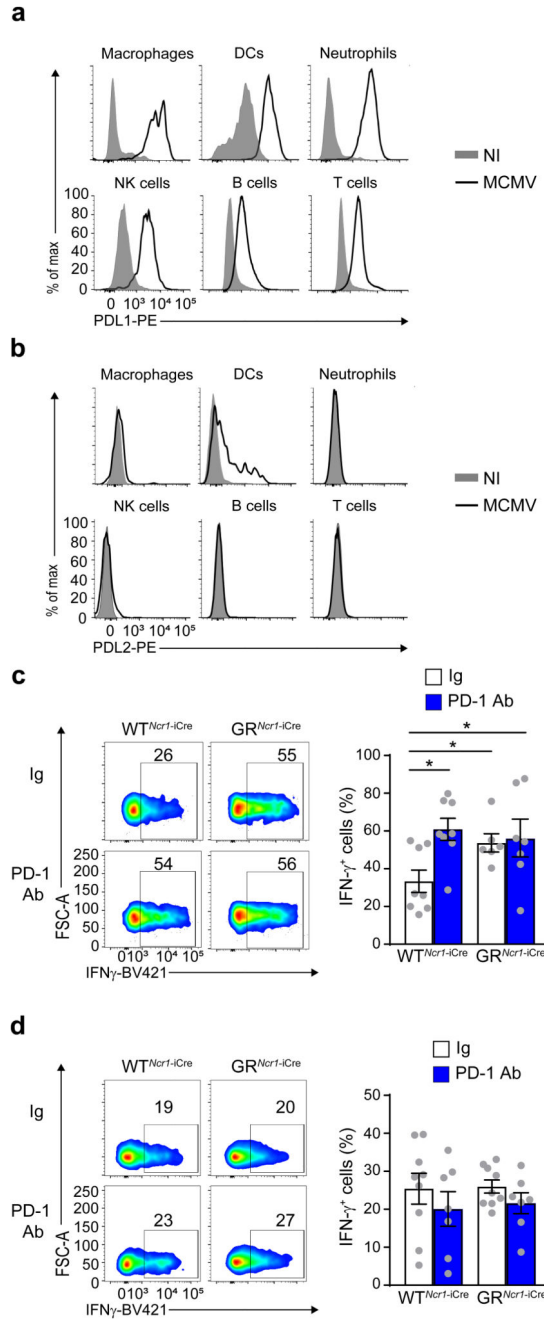 a
Macrophages DCs Neutrophils
NI
MCMV
NK cells B cells T cells
% of max
100
80
60
40
20
0
0 10³ 10⁴ 10⁵
PDL1-PE
b
Macrophages DCs Neutrophils
NI
MCMV
NK cells B cells T cells
% of max
100
80
60
40
20
0
0 10³ 10⁴ 10⁵
PDL2-PE
c
WT^Ncr1-iCre GR^Ncr1-iCre
Ig
26 55
PD-1
Ab
54 56
FSC-A
250
200
150
100
50
0
0 10³ 10⁴ 10⁵
IFNγ-BV421
Ig
PD-1 Ab
* * *
IFN-γ⁺ cells (%)
100
80
60
40
20
0
WT^Ncr1-iCre GR^Ncr1-iCre
d
WT^Ncr1-iCre GR^Ncr1-iCre
Ig
19 20
PD-1
Ab
23 27
FSC-A
250
200
150
100
50
0
0 10³ 10⁴ 10⁵
IFNγ-BV421
Ig
PD-1 Ab
IFN-γ⁺ cells (%)
50
40
30
20
10
0
WT^Ncr1-iCre GR^Ncr1-iCre